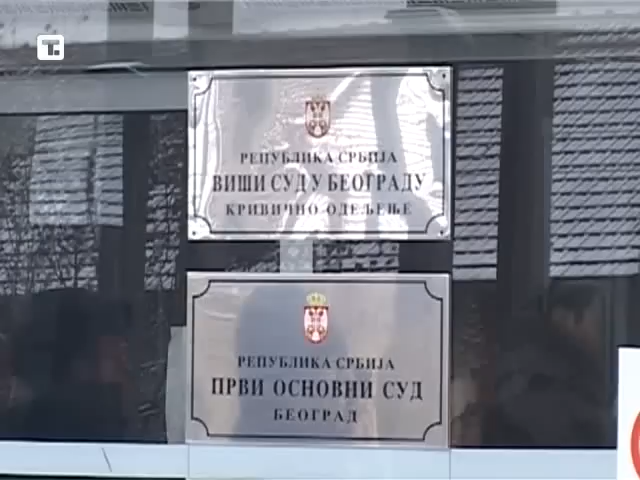 T.
РЕПУБЛИКА СРБИЈА
ВИШИ СУД У БЕОГРАДУ
КРИВИЧНО ОДЕЉЕЊЕ
РЕПУБЛИКА СРБИЈА
ПРВИ ОСНОВНИ СУД
БЕОГРАД